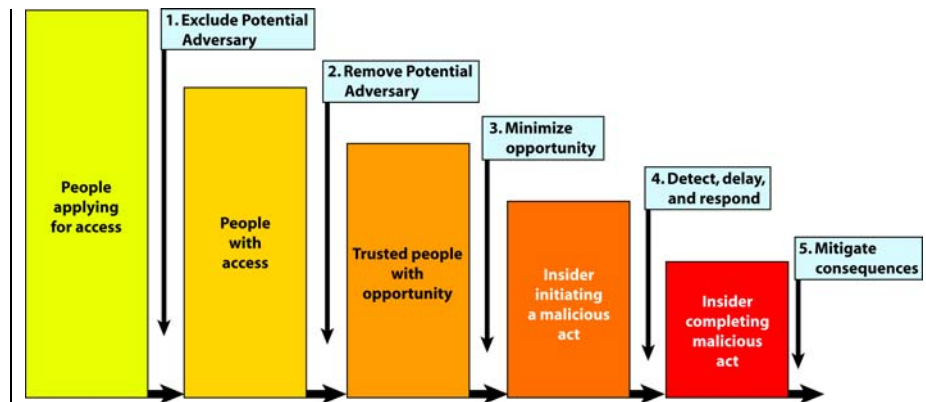 1. Exclude Potential
Adversary
2. Remove Potential
Adversary
3. Minimize
opportunity
4. Detect, delay,
and respond
5. Mitigate
consequences
People
applying
for access
People
with
access
Trusted people
with
opportunity
Insider
initiating
a malicious
act
Insider
completing
malicious
act